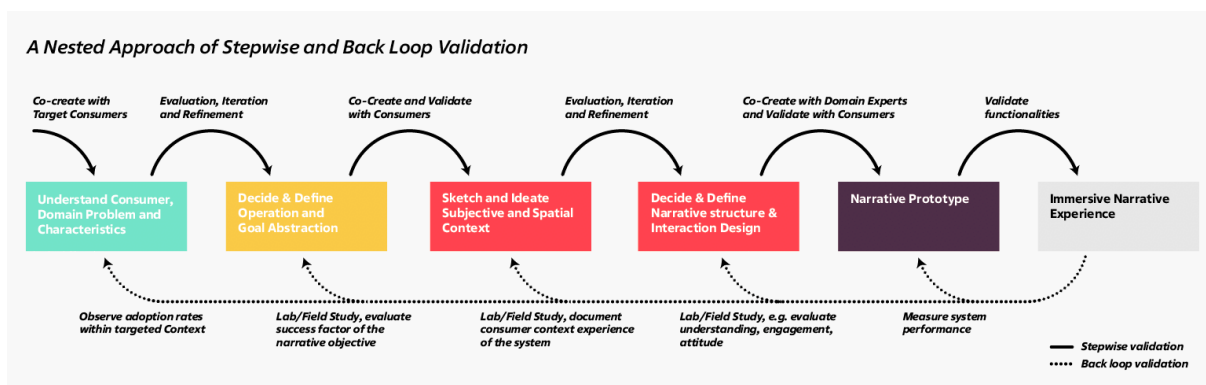 A Nested Approach of Stepwise and Back Loop Validation
Co-create with
Target Consumers
Evaluation, Iteration
and Refinement
Co-Create and Validate
with Consumers
Evaluation, Iteration
and Refinement
Co-Create with Domain Experts
and Validate with Consumers
Validate
functionalities
Understand Consumer,
Domain Problem and
Characteristics
Decide & Define
Operation and
Goal Abstraction
Sketch and Ideate
Subjective and Spatial
Context
Decide & Define
Narrative structure &
Interaction Design
Narrative Prototype
Immersive Narrative
Experience
Observe adoption rates
within targeted Context
Lab/Field Study, evaluate
success factor of the
narrative objective
Lab/Field Study, document
consumer context experience
of the system
Lab/Field Study, e.g. evaluate
understanding, engagement,
attitude
Measure system
performance
Stepwise validation
Back loop validation